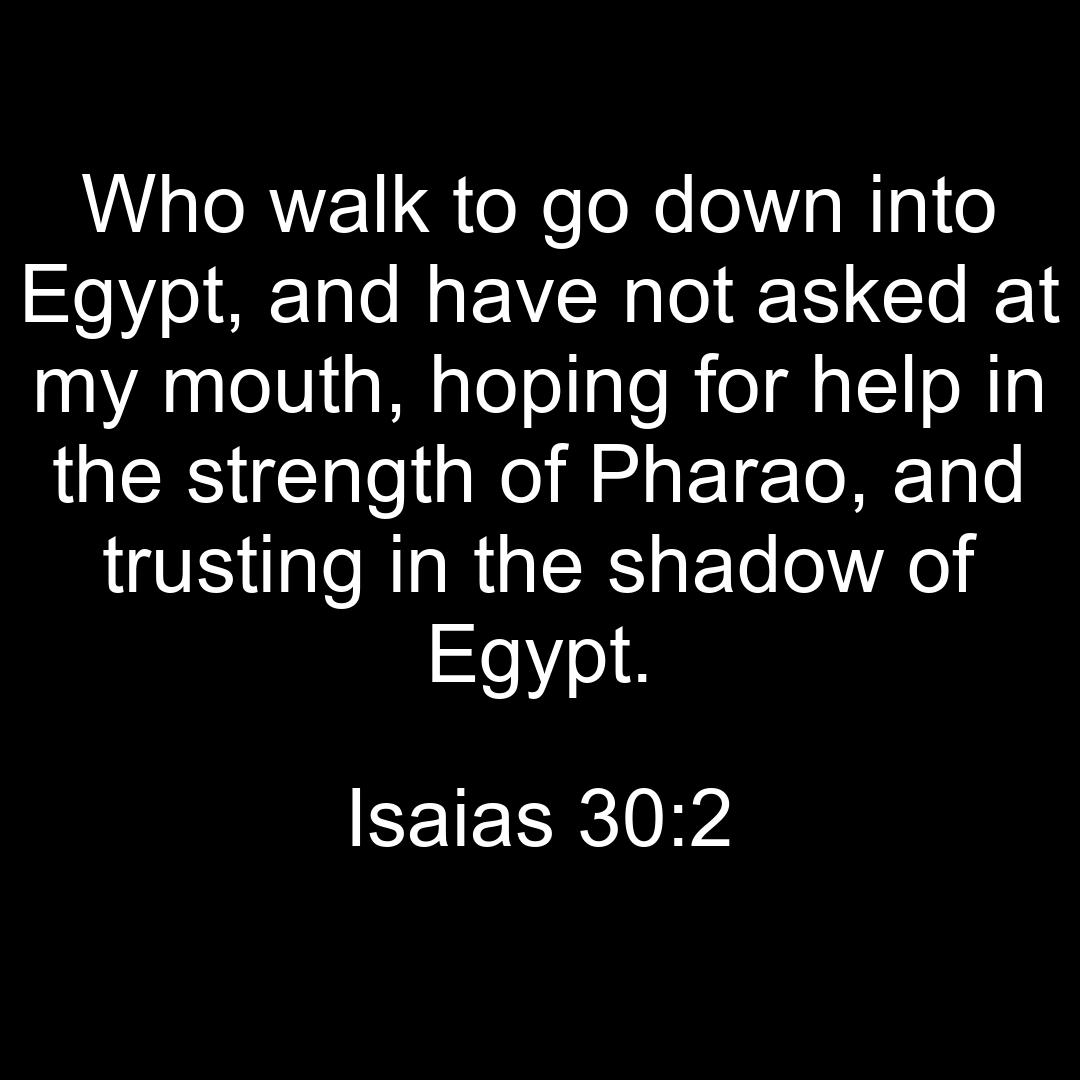 Who walk to go down into
Egypt, and have not asked at
my mouth, hoping for help in
the strength of Pharao, and
trusting in the shadow of
Egypt.
Isaias 30:2